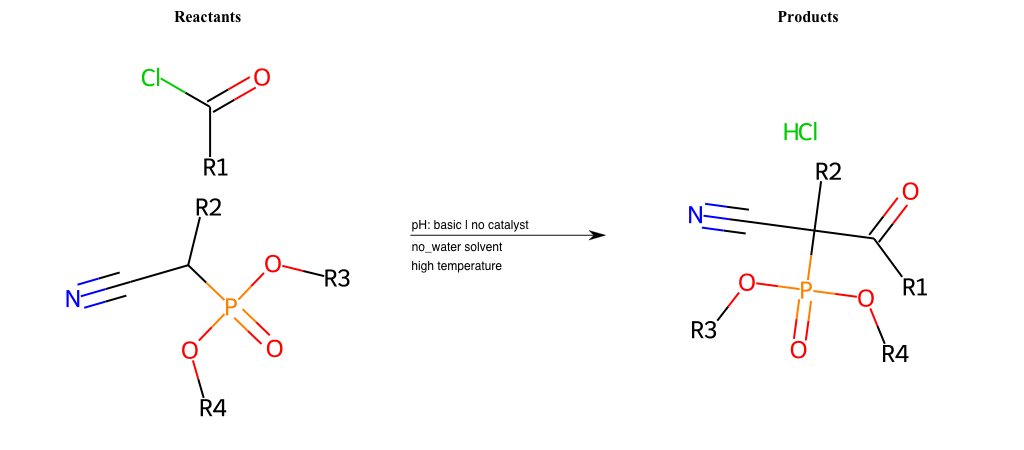 Reactants
Products
Cl
O
R1
R2
N
O
R3
P
O
O
R4
pH: basic | no catalyst
no_water solvent
high temperature
HCl
R2
N
O
R1
O
P
O
R3
O
R4